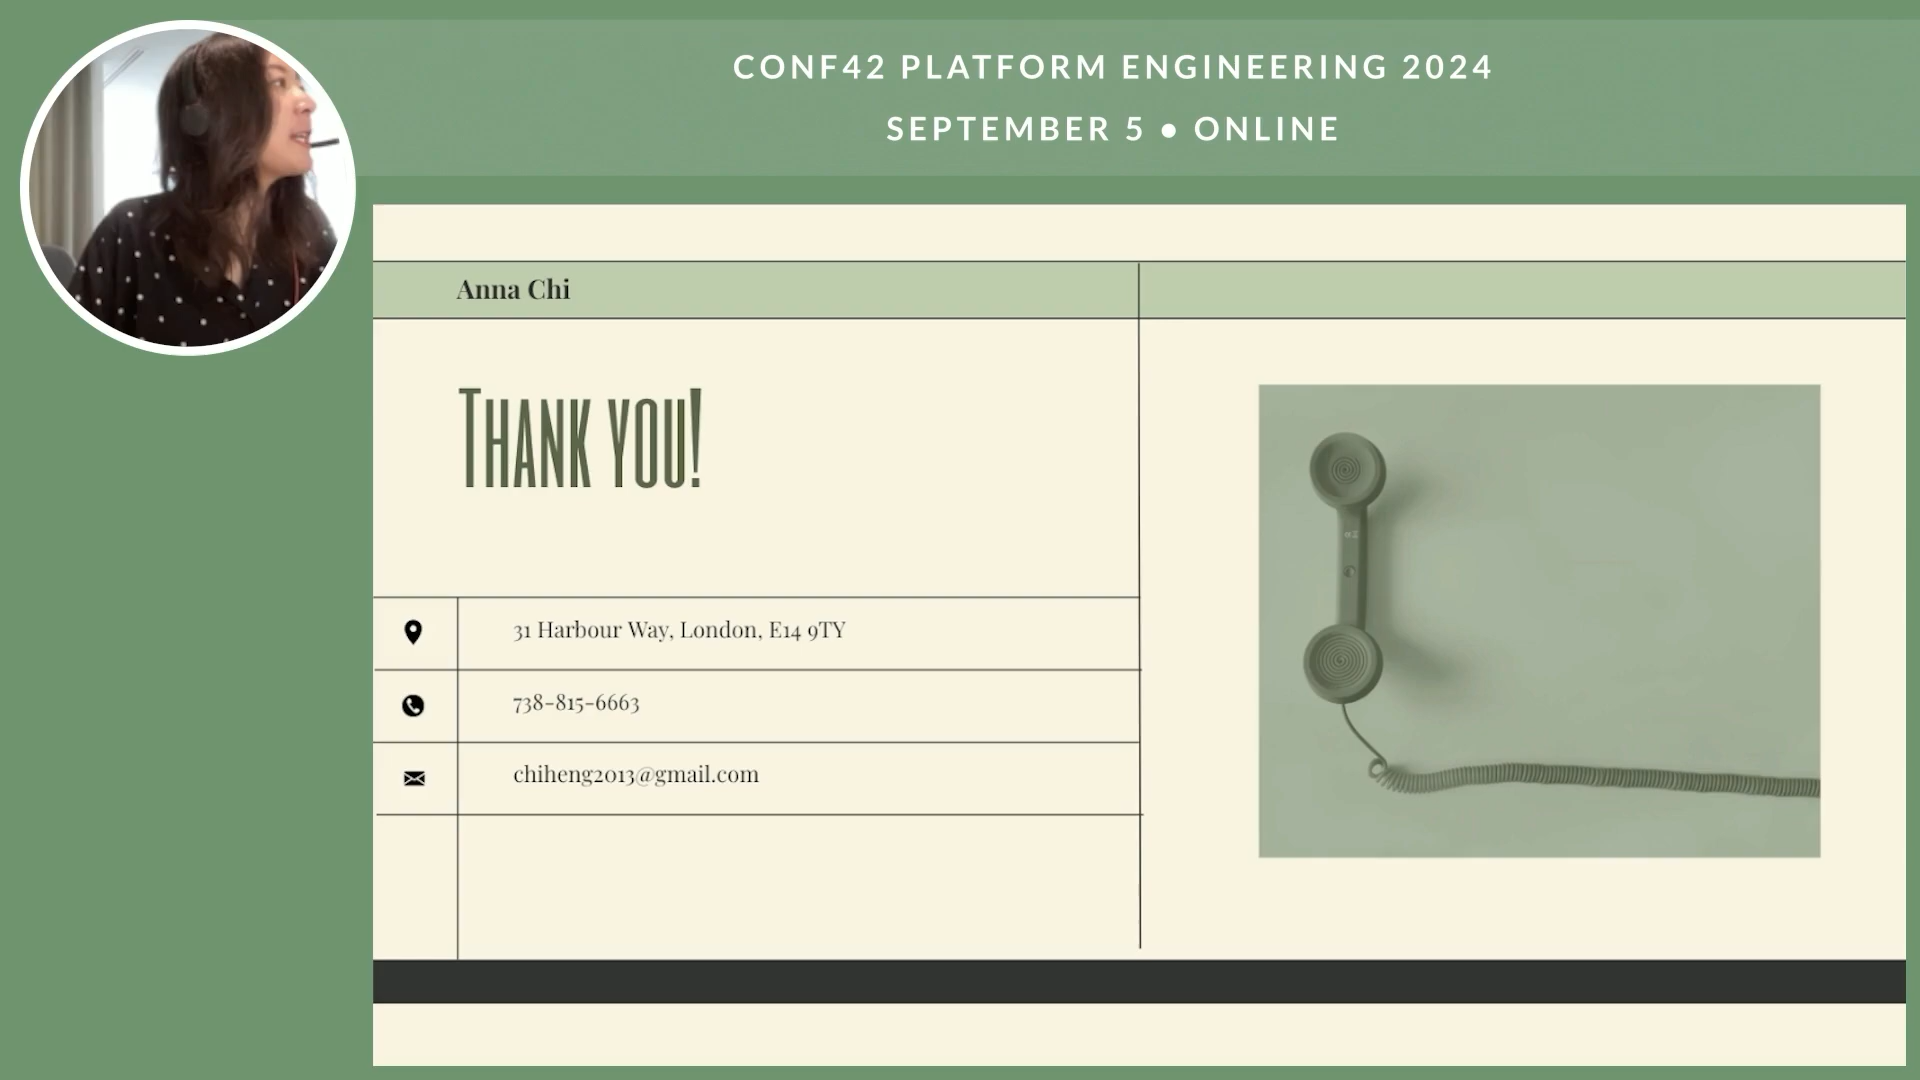 CONF42 PLATFORM ENGINEERING 2024
SEPTEMBER 5 ● ONLINE
Anna Chi
THANK YOU!
31 Harbour Way, London, E14 9TY
738-815-6663
chiheng2013@gmail.com